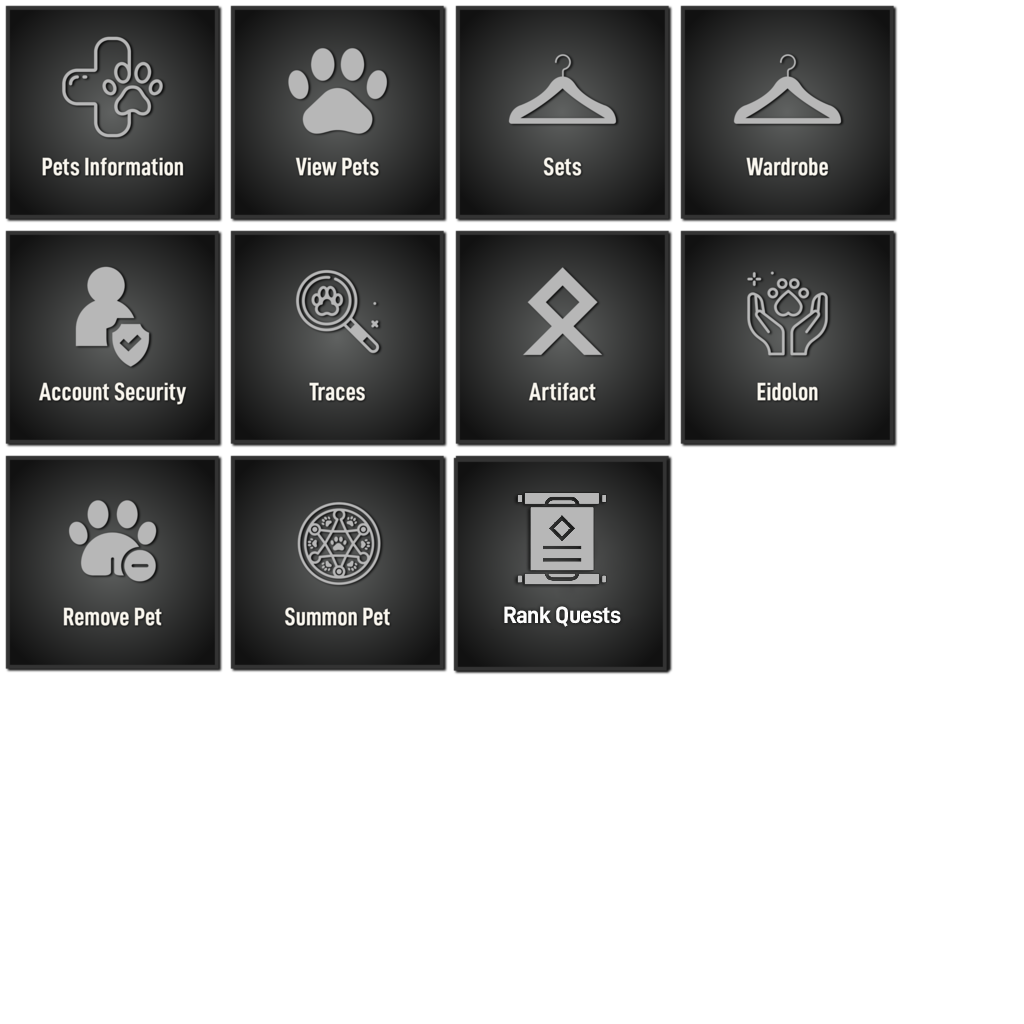 Pets Information
View Pets
Sets
Wardrobe
Account Security
Traces
Artifact
Eidolon
Remove Pet
Summon Pet
Rank Quests